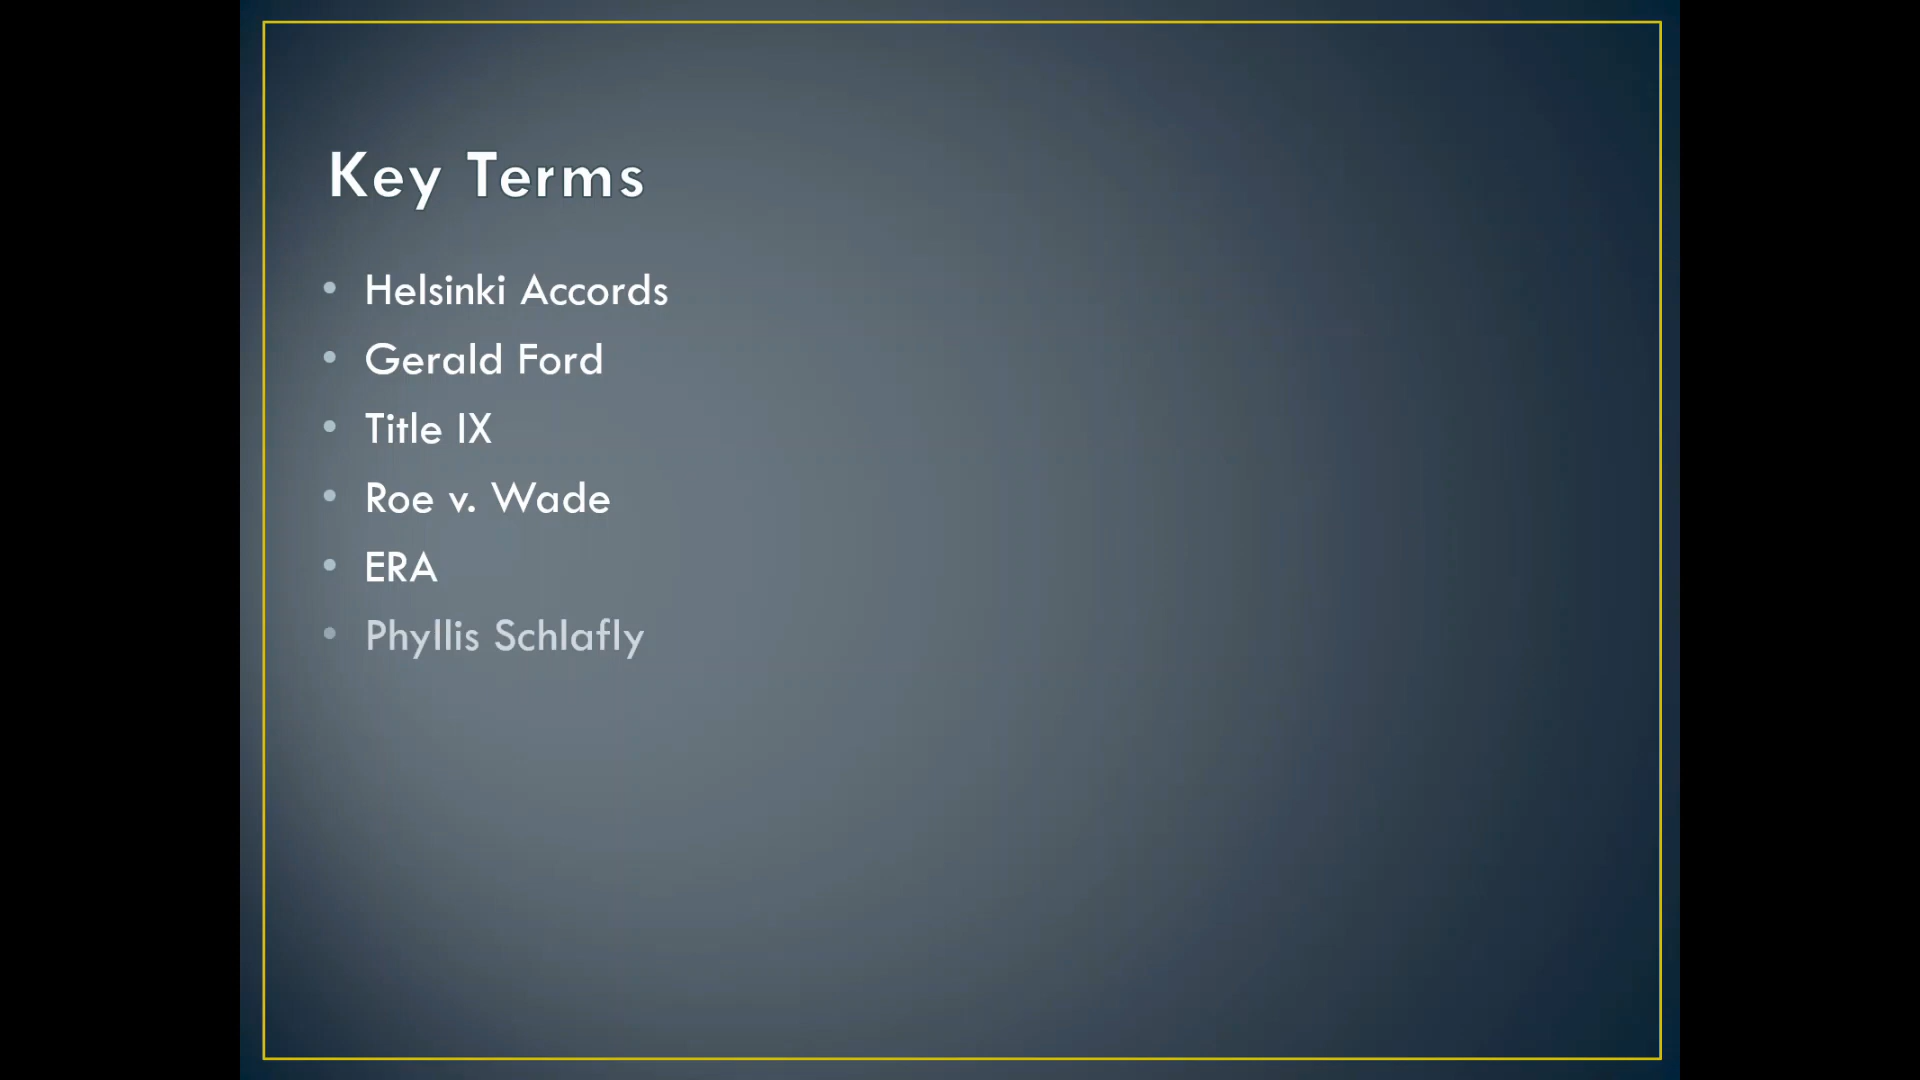 Key Terms
• Helsinki Accords
• Gerald Ford
• Title IX
• Roe v. Wade
• ERA
• Phyllis Schlafly